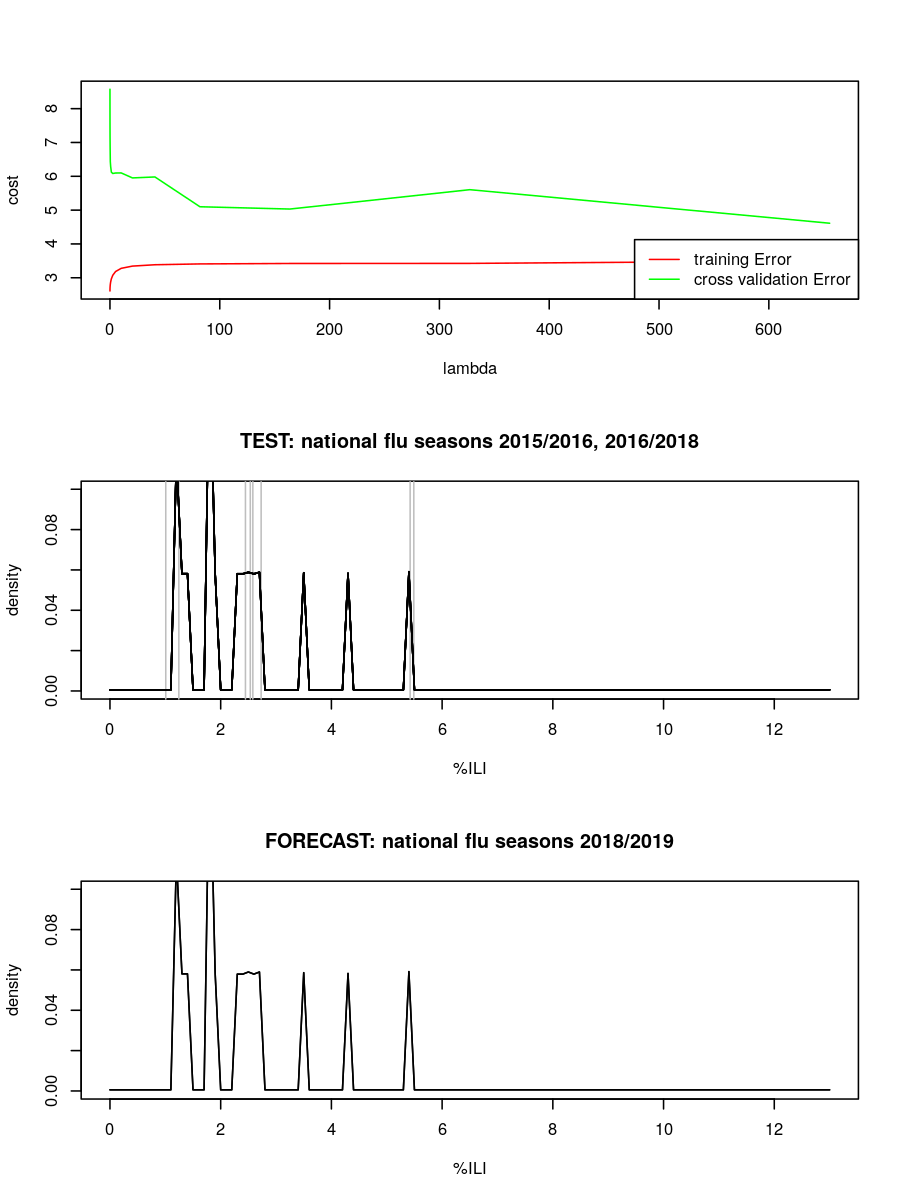 8
7
6
5
4
3
cost
training Error
cross validation Error
0 100 200 300 400 500 600
lambda
TEST: national flu seasons 2015/2016, 2016/2018
0.08
0.04
0.00
density
0 2 4 6 8 10 12
%ILI
FORECAST: national flu seasons 2018/2019
0.08
0.04
0.00
density
0 2 4 6 8 10 12
%ILI